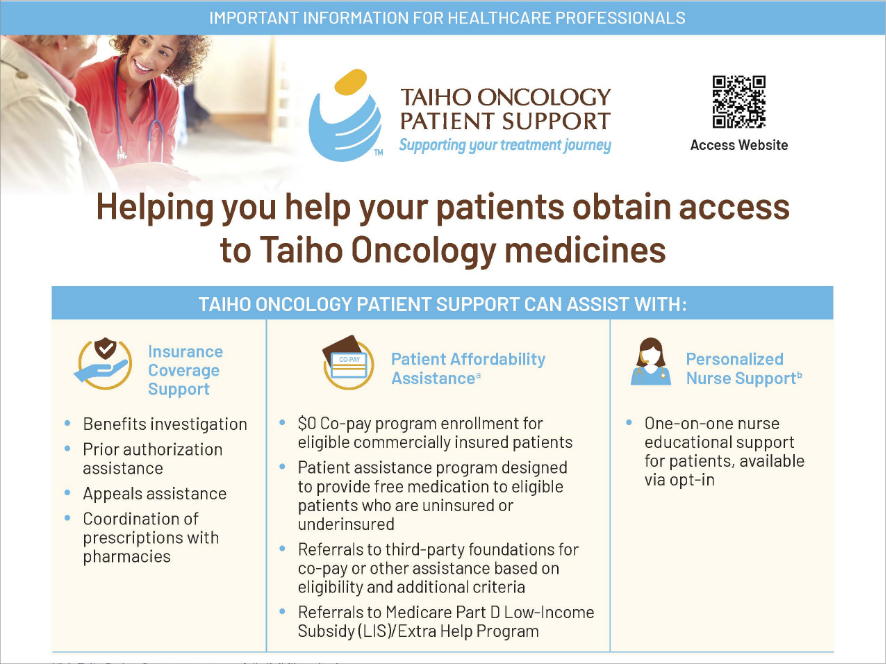 IMPORTANT INFORMATION FOR HEALTHCARE PROFESSIONALS
TAIHO ONCOLOGY
PATIENT SUPPORT
Supporting your treatment journey
TM
Access Website
Helping you help your patients obtain access
to Taiho Oncology medicines
TAIHO ONCOLOGY PATIENT SUPPORT CAN ASSIST WITH:
Insurance
Coverage
Support
• Benefits investigation
• Prior authorization
assistance
• Appeals assistance
• Coordination of
prescriptions with
pharmacies
CO-PAY
Patient Affordability
Assistanceᵃ
• $0 Co-pay program enrollment for
eligible commercially insured patients
• Patient assistance program designed
to provide free medication to eligible
patients who are uninsured or
underinsured
• Referrals to third-party foundations for
co-pay or other assistance based on
eligibility and additional criteria
• Referrals to Medicare Part D Low-Income
Subsidy (LIS)/Extra Help Program
Personalized
Nurse Supportᵇ
• One-on-one nurse
educational support
for patients, available
via opt-in